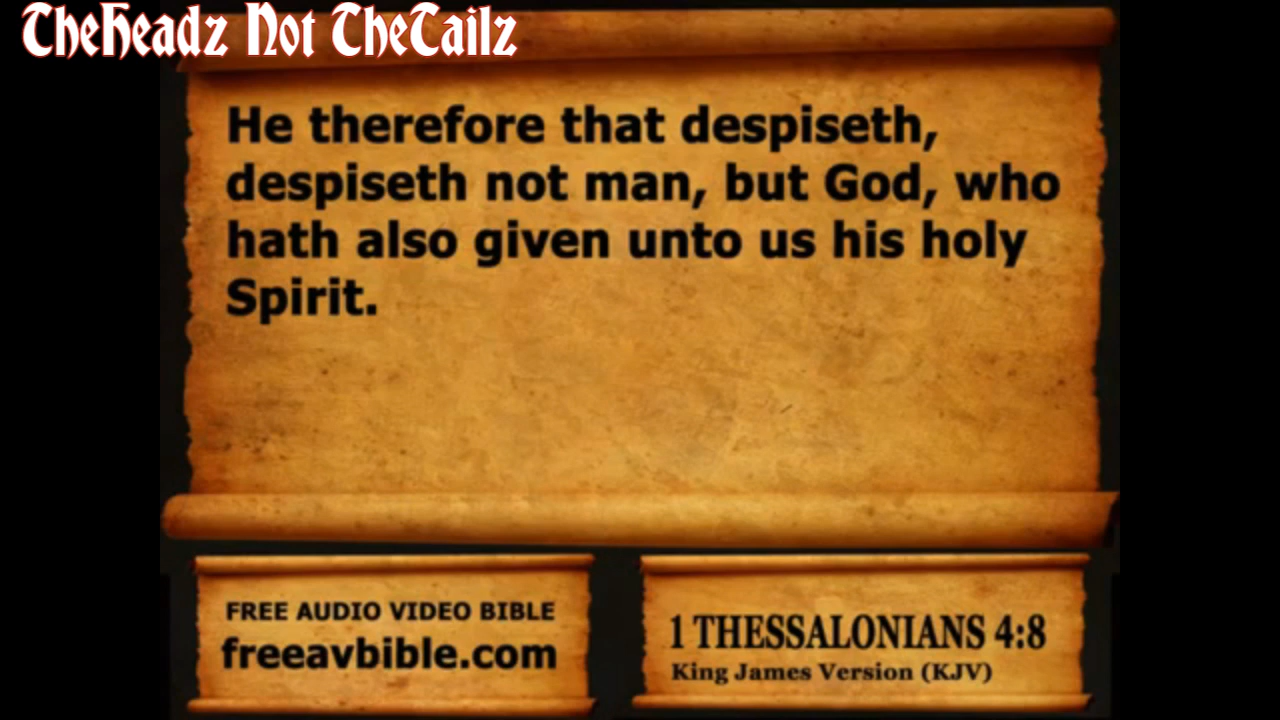 TheHeadz Not TheTailz
He therefore that despiseth,
despiseth not man, but God, who
hath also given unto us his holy
Spirit.
FREE AUDIO VIDEO BIBLE
freeavbible.com
1 THESSALONIANS 4:8
King James Version (KJV)